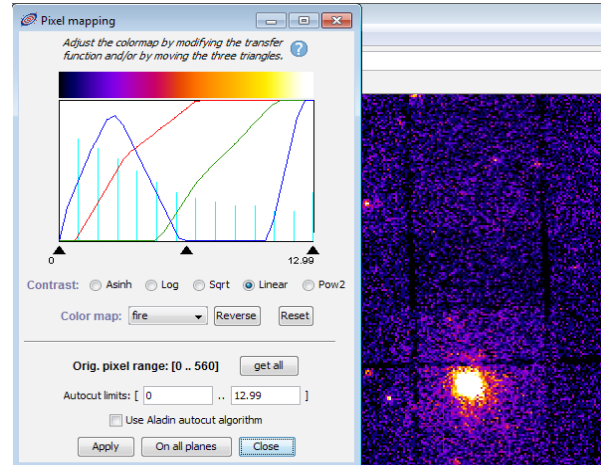 Pixel mapping
Adjust the colormap by modifying the transfer
function and/or by moving the three triangles.
?
0 12.99
Contrast: Asinh Log Sqrt Linear Pow2
Color map: fire Reverse Reset
Orig. pixel range: [0 .. 560] get all
Autocut limits: [ 0 .. 12.99 ]
Use Aladin autocut algorithm
Apply On all planes Close